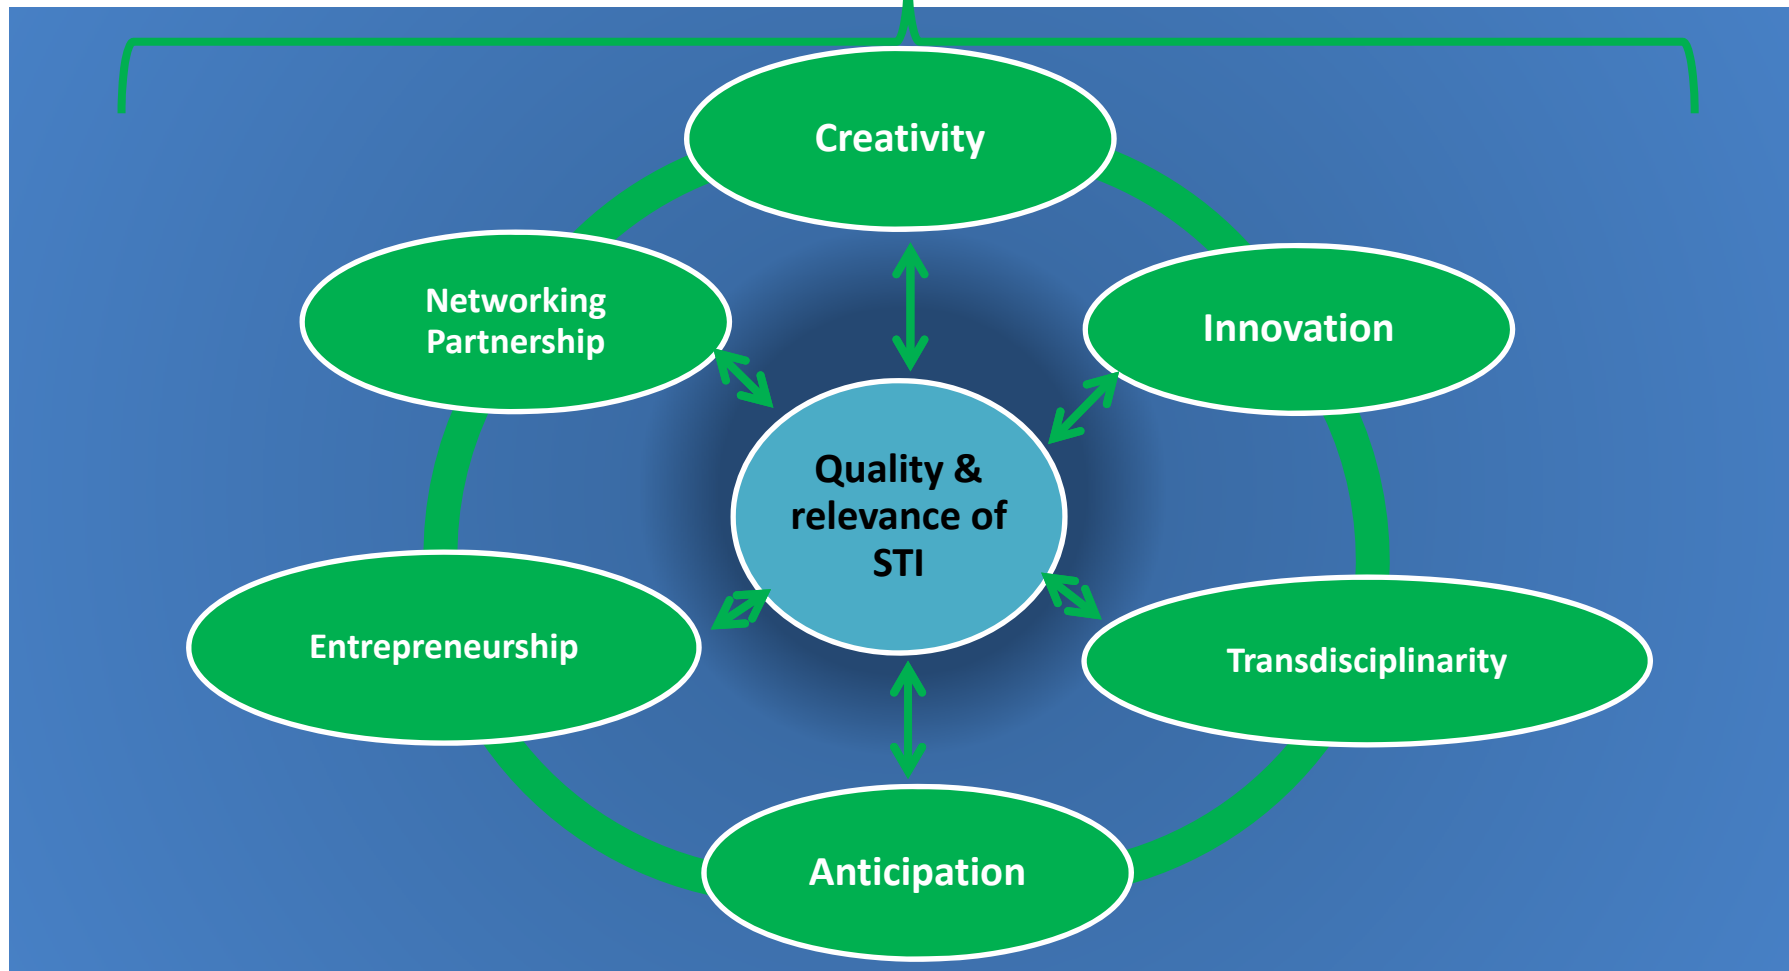 Creativity
Networking
Partnership
Innovation
Quality &
relevance of
STI
Entrepreneurship
Transdisciplinarity
Anticipation